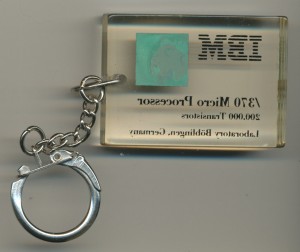 IBM
/370 Micro Processor
200,000 Transistors
Laboratory Böblingen, Germany